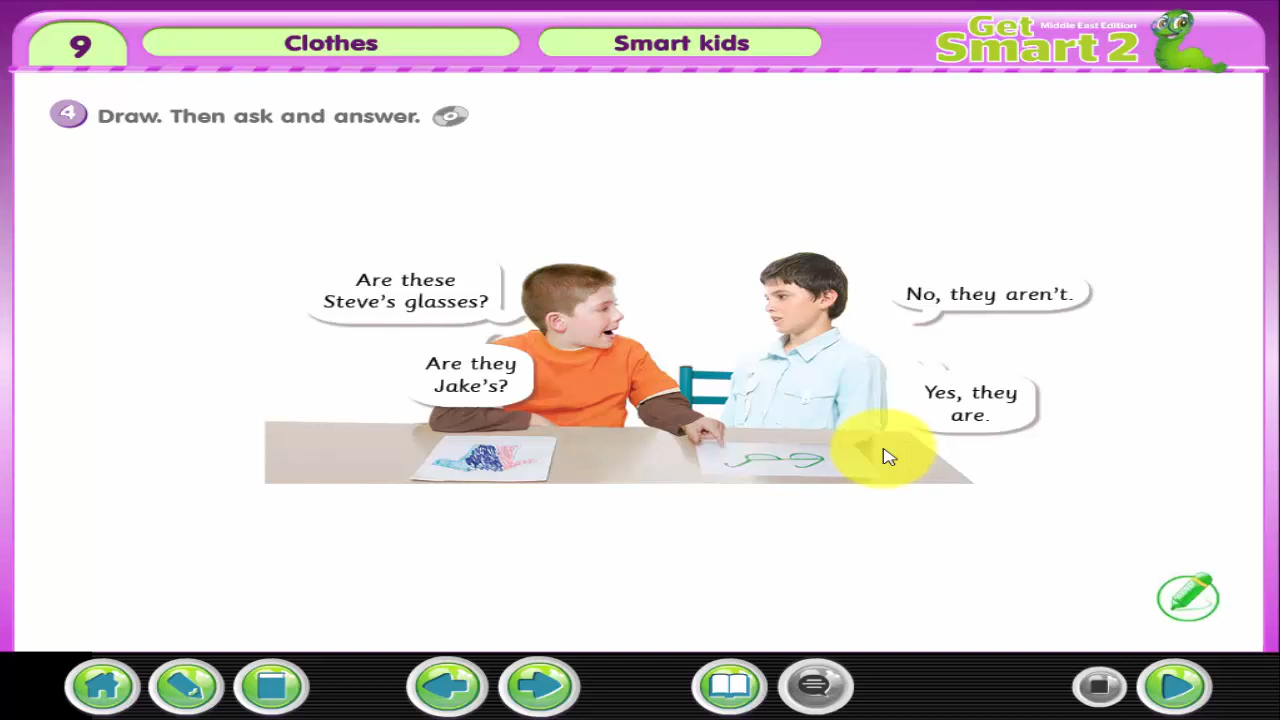 9
Clothes
Smart kids
Get
Middle East Edition
Smart 2
4
Draw. Then ask and answer.
Are these
Steve's glasses?
No, they aren't.
Are they
Jake's?
Yes, they
are.